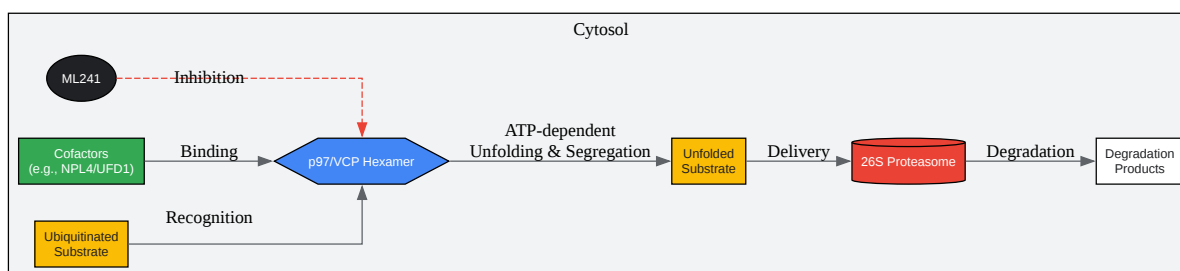 Cytosol
ML241
Inhibition
Cofactors
(e.g., NPL4/UFD1)
Binding
p97/VCP Hexamer
ATP-dependent
Unfolding & Segregation
Unfolded
Substrate
Delivery
26S Proteasome
Degradation
Degradation
Products
Recognition
Ubiquitinated
Substrate